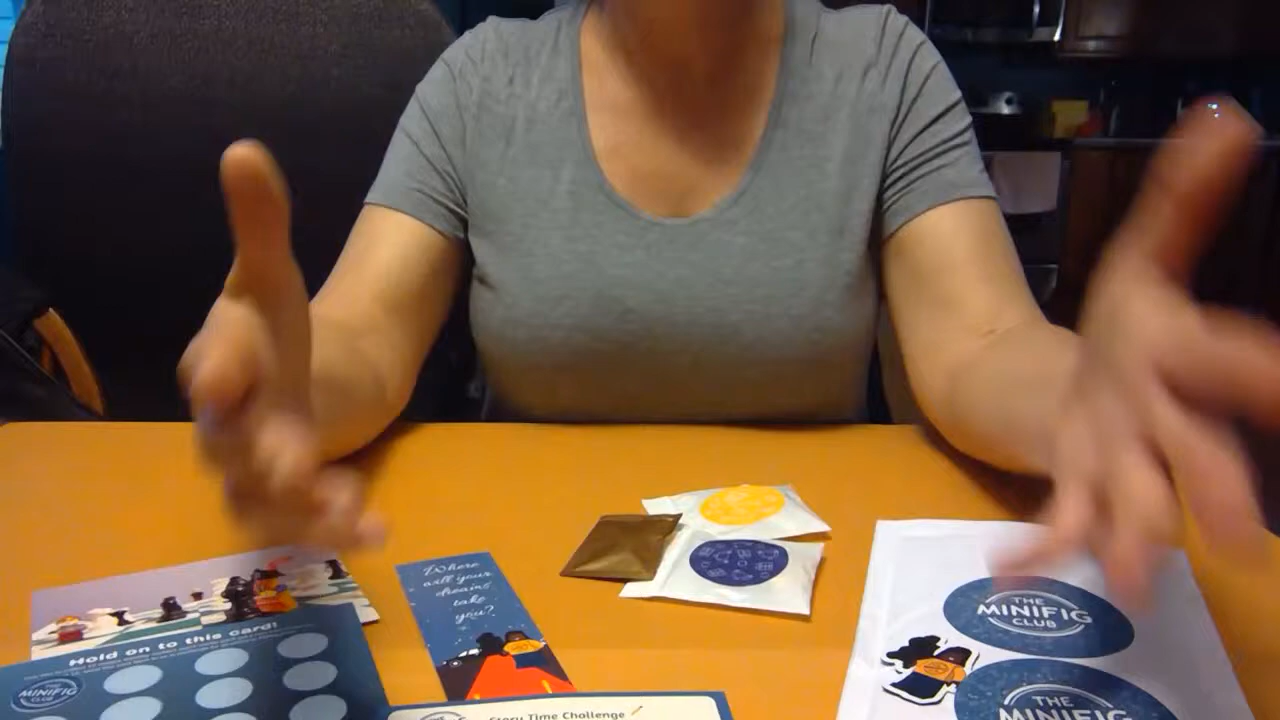 Hold on to this card!
THE
MINIFIG
CLUB
Where
will your
dreams
take
you?
Story Time Challenge
THE
MINIFIG
CLUB
THE
MINIFIG